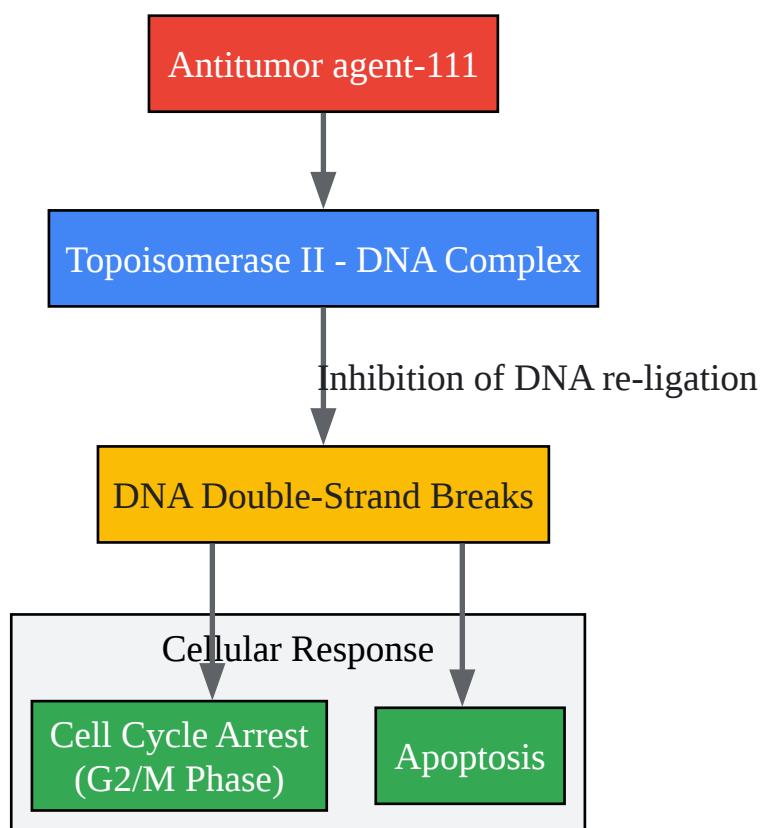 Antitumor agent-111
Topoisomerase II - DNA Complex
Inhibition of DNA re-ligation
DNA Double-Strand Breaks
Cellular Response
Cell Cycle Arrest
(G2/M Phase)
Apoptosis